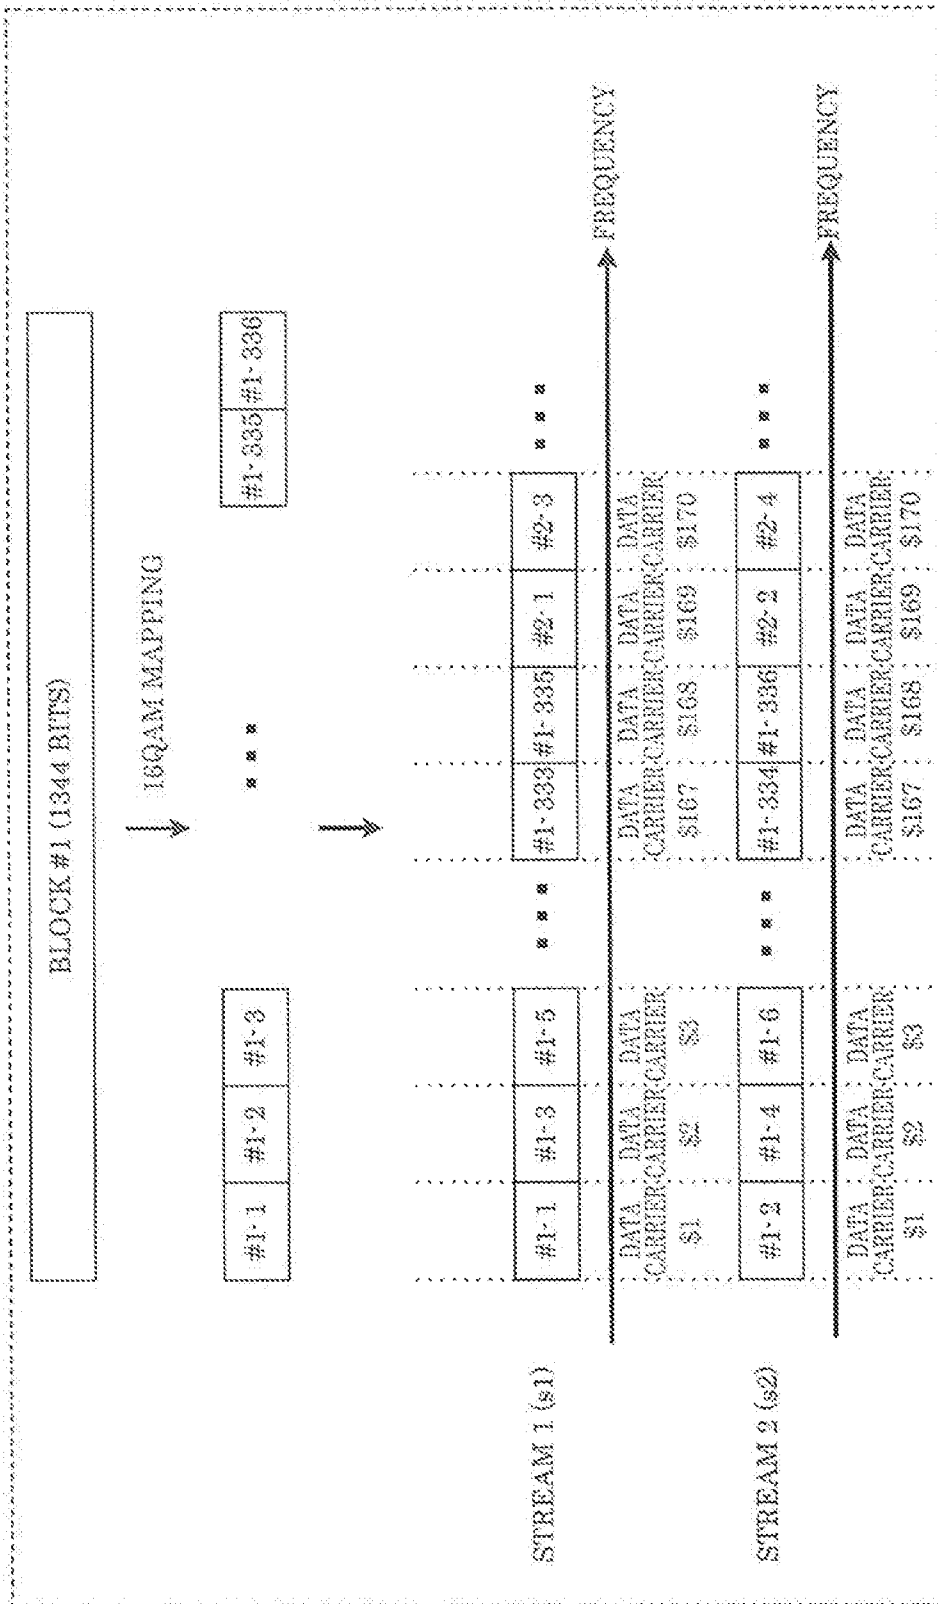 BLOCK #1 (1344 BITS)
16QAM MAPPING
#1-1 #1-2 #1-3 ... #1-335 #1-336
STREAM 1 (s1)
#1-1 #1-3 #1-5 ... #1-333 #1-335 #2-1 #2-3 ...
FREQUENCY
DATA CARRIER $1 DATA CARRIER $2 DATA CARRIER $3 DATA CARRIER $167 DATA CARRIER $168 DATA CARRIER $169 DATA CARRIER $170
STREAM 2 (s2)
#1-2 #1-4 #1-6 ... #1-334 #1-336 #2-2 #2-4 ...
FREQUENCY
DATA CARRIER $1 DATA CARRIER $2 DATA CARRIER $3 DATA CARRIER $167 DATA CARRIER $168 DATA CARRIER $169 DATA CARRIER $170